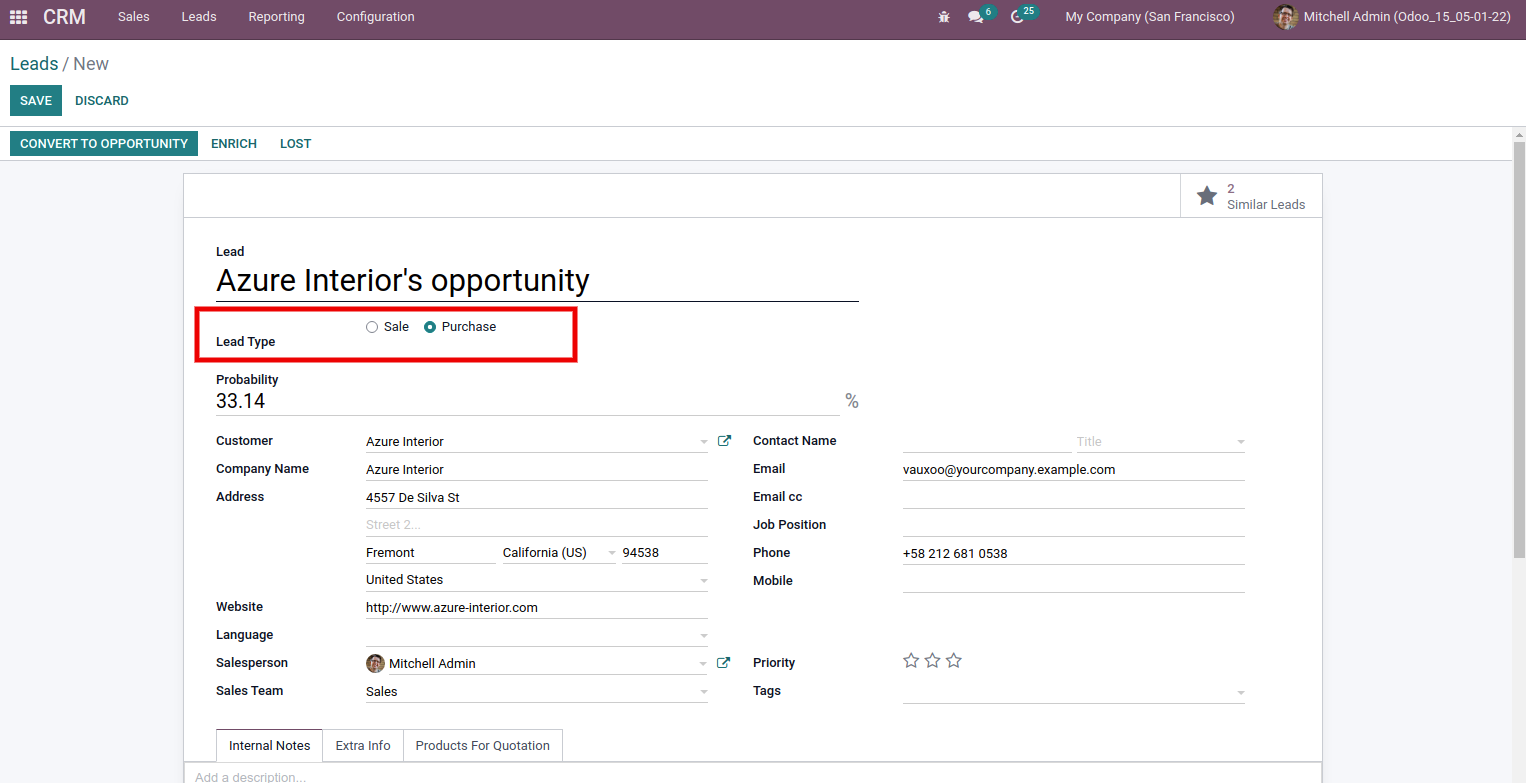 CRM Sales Leads Reporting Configuration 6 25 My Company (San Francisco) Mitchell Admin (Odoo_15_05-01-22)
Leads / New
SAVE DISCARD
CONVERT TO OPPORTUNITY ENRICH LOST
2
Similar Leads
Lead
Azure Interior's opportunity
Sale Purchase
Lead Type
Probability
33.14 %
Customer Azure Interior Contact Name Title
Company Name Azure Interior Email vauxoo@yourcompany.example.com
Address 4557 De Silva St Email cc
Street 2... Job Position
Fremont California (US) 94538 Phone +58 212 681 0538
United States Mobile
Website http://www.azure-interior.com
Language
Salesperson Mitchell Admin Priority
Sales Team Sales Tags
Internal Notes Extra Info Products For Quotation
Add a description...